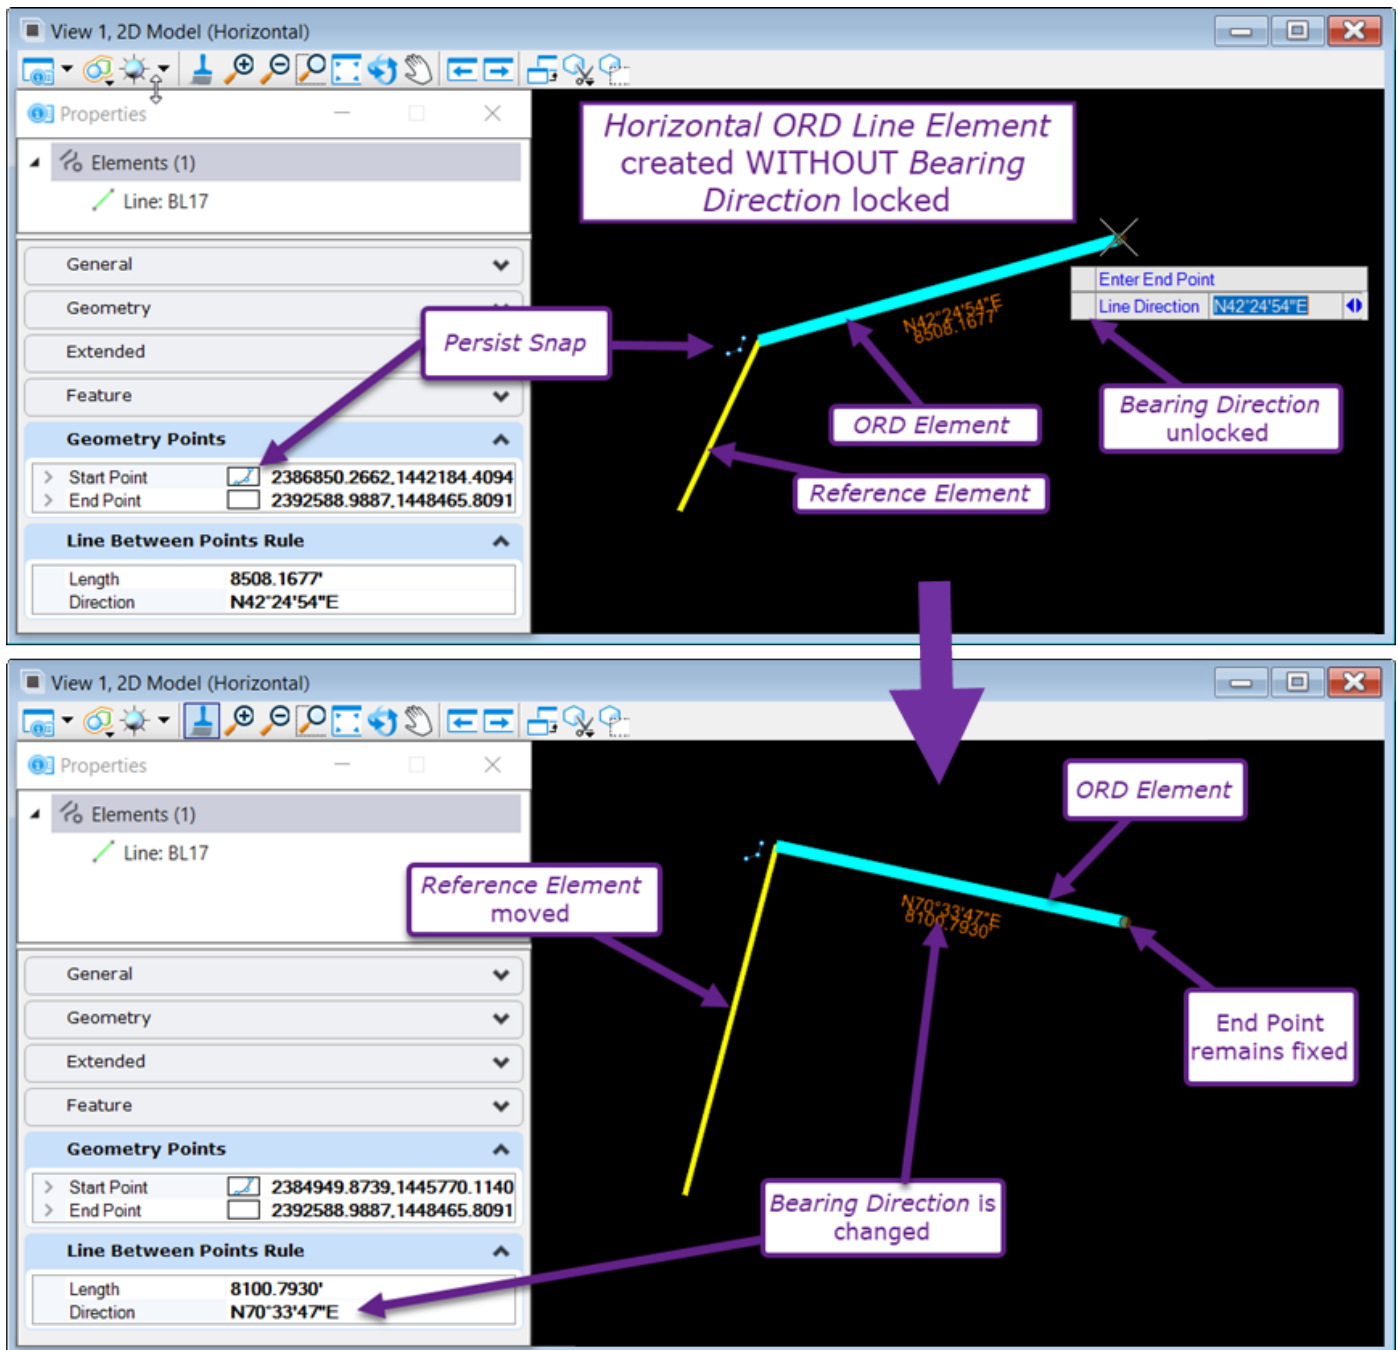 View 1, 2D Model (Horizontal)
Properties
Elements (1)
Line: BL17
General
Geometry
Extended
Feature
Geometry Points
Start Point 2386850.2662,1442184.4094
End Point 2392588.9887,1448465.8091
Line Between Points Rule
Length 8508.1677'
Direction N42°24'54"E
Horizontal ORD Line Element
created WITHOUT Bearing
Direction locked
Enter End Point
Line Direction N42°24'54"E
N42°24'54"E
8508.1677
Persist Snap
ORD Element
Bearing Direction
unlocked
Reference Element
View 1, 2D Model (Horizontal)
Properties
Elements (1)
Line: BL17
General
Geometry
Extended
Feature
Geometry Points
Start Point 2384949.8739,1445770.1140
End Point 2392588.9887,1448465.8091
Line Between Points Rule
Length 8100.7930'
Direction N70°33'47"E
ORD Element
Reference Element
moved
N70°33'47"E
8100.7930'
End Point
remains fixed
Bearing Direction is
changed